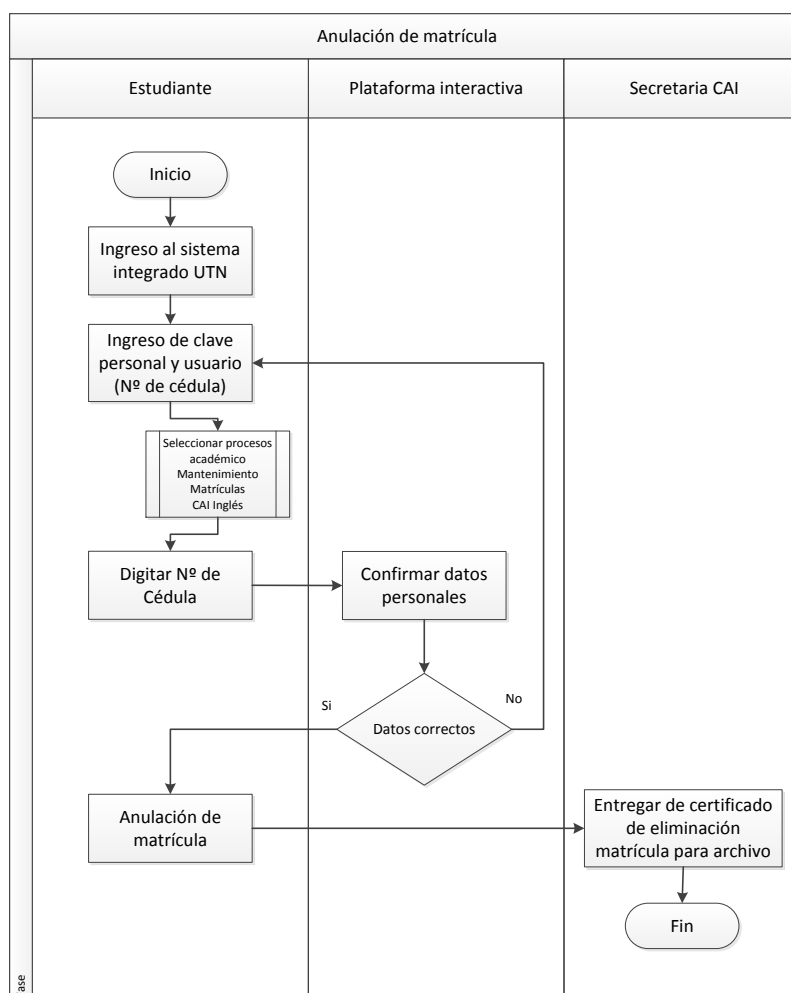 Anulación de matrícula
Estudiante
Plataforma interactiva
Secretaria CAI
Inicio
Ingreso al sistema
integrado UTN
Ingreso de clave
personal y usuario
(Nº de cédula)
Seleccionar procesos
académico
Mantenimiento
Matrículas
CAI Inglés
Digitar Nº de
Cédula
Confirmar datos
personales
Si
No
Datos correctos
Anulación de
matrícula
Entregar de certificado
de eliminación
matrícula para archivo
Fin